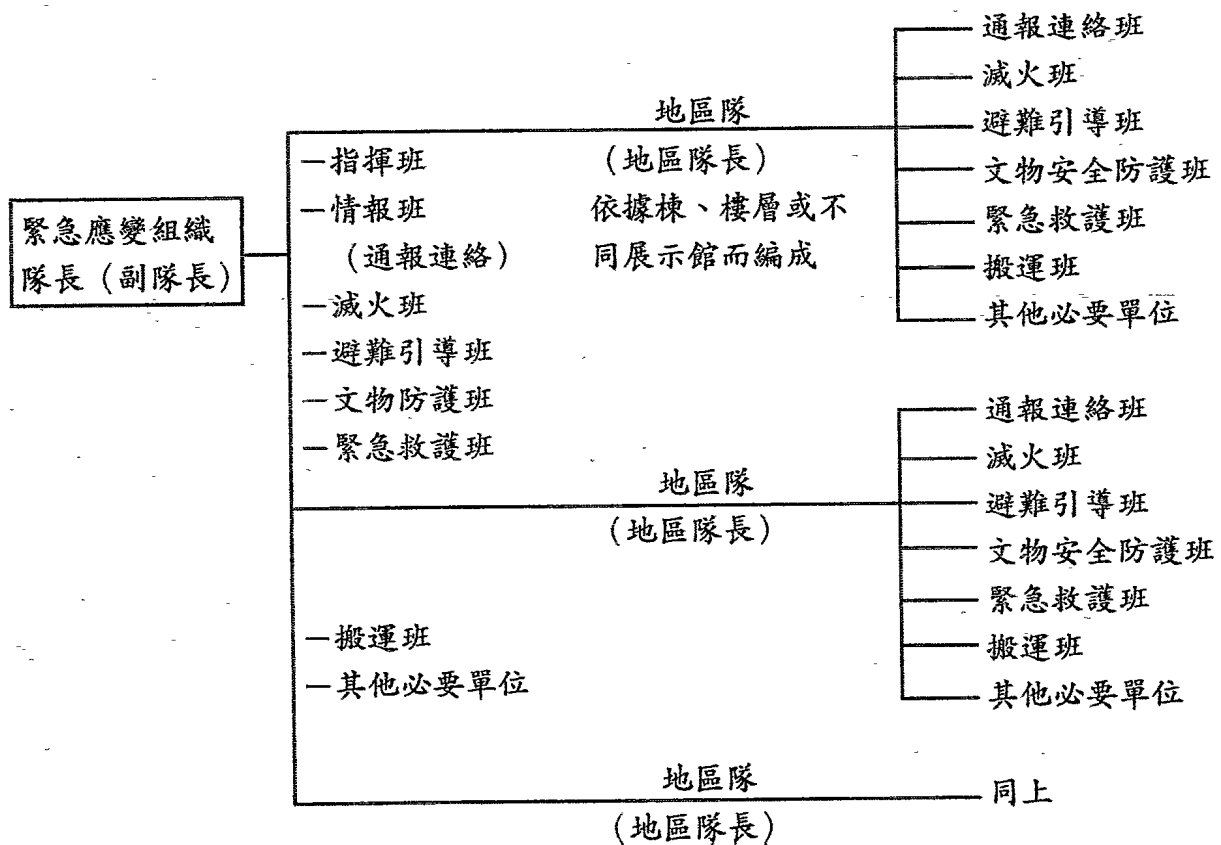 緊急應變組織
隊長（副隊長）
－指揮班
－情報班
（通報連絡）
－滅火班
－避難引導班
－文物防護班
－緊急救護班
－搬運班
－其他必要單位
地區隊
（地區隊長）
依據棟、樓層或不
同展示館而編成
通報連絡班
滅火班
避難引導班
文物安全防護班
緊急救護班
搬運班
其他必要單位
地區隊
（地區隊長）
通報連絡班
滅火班
避難引導班
文物安全防護班
緊急救護班
搬運班
其他必要單位
地區隊
（地區隊長）
同上